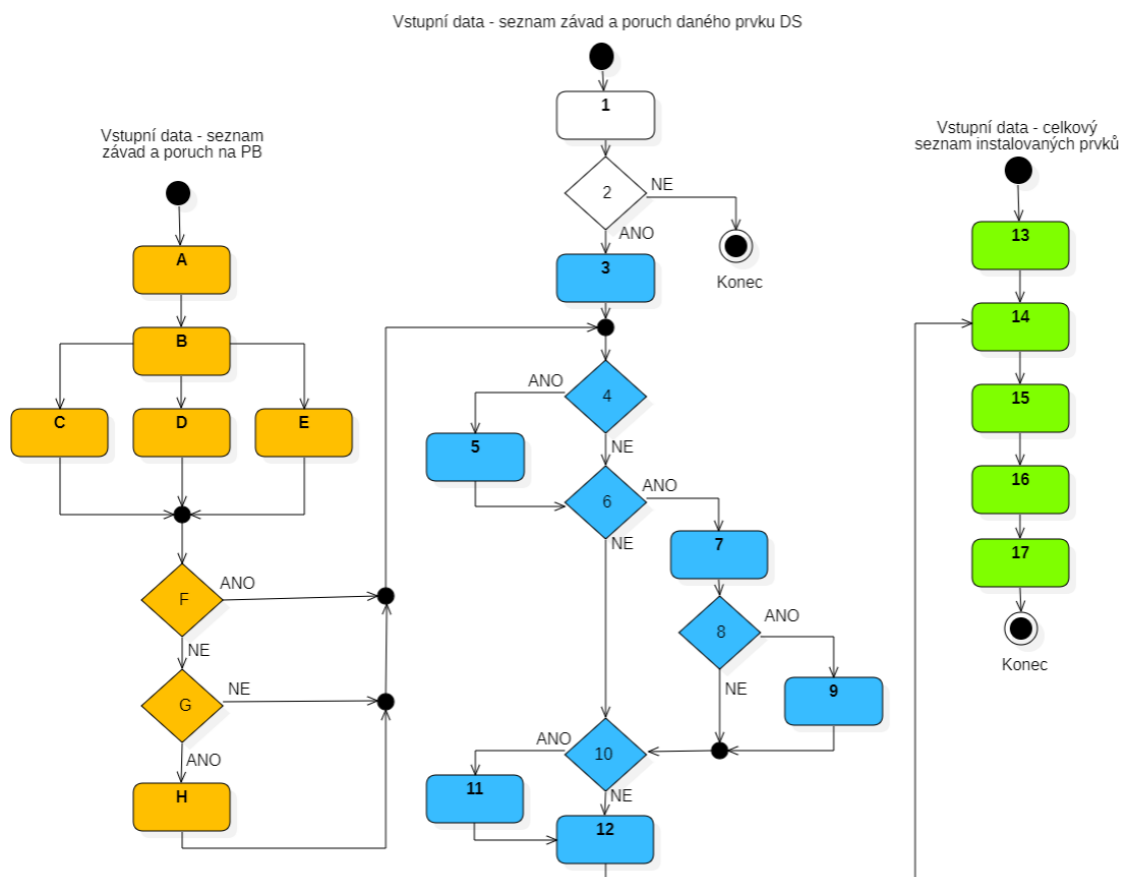 Vstupní data - seznam závad a poruch daného prvku DS
1
Vstupní data - seznam
závad a poruch na PB
Vstupní data - celkový
seznam instalovaných prvků
2
NE
ANO
Konec
3
A
B
C
D
E
F
ANO
NE
G
NE
ANO
H
4
ANO
NE
5
6
ANO
NE
7
8
ANO
NE
9
10
ANO
NE
11
12
13
14
15
16
17
Konec